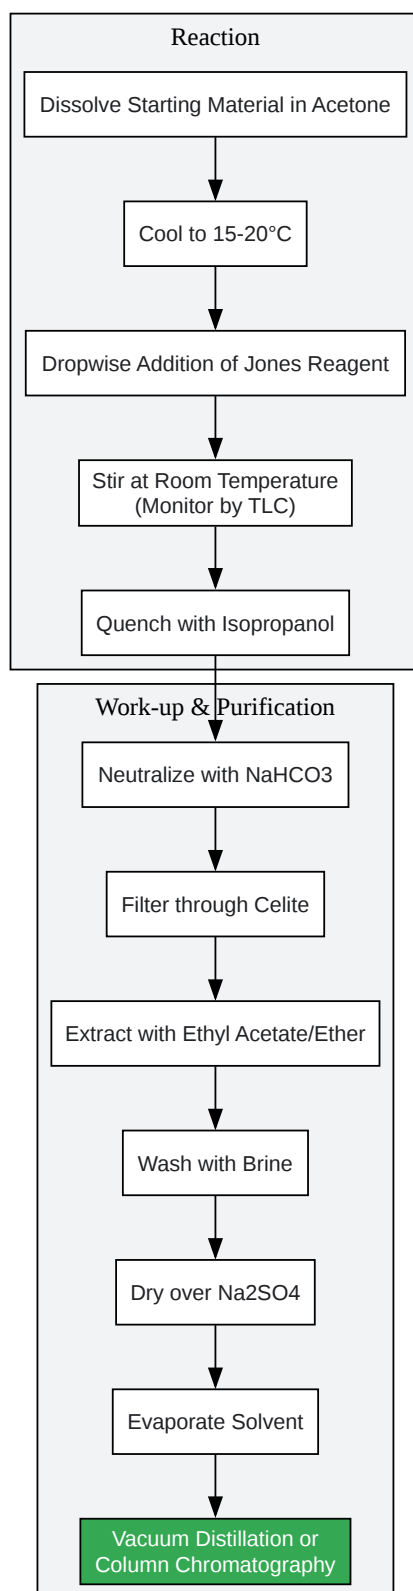 Reaction
Dissolve Starting Material in Acetone
Cool to 15-20°C
Dropwise Addition of Jones Reagent
Stir at Room Temperature
(Monitor by TLC)
Quench with Isopropanol
Work-up & Purification
Neutralize with NaHCO3
Filter through Celite
Extract with Ethyl Acetate/Ether
Wash with Brine
Dry over Na2SO4
Evaporate Solvent
Vacuum Distillation or
Column Chromatography